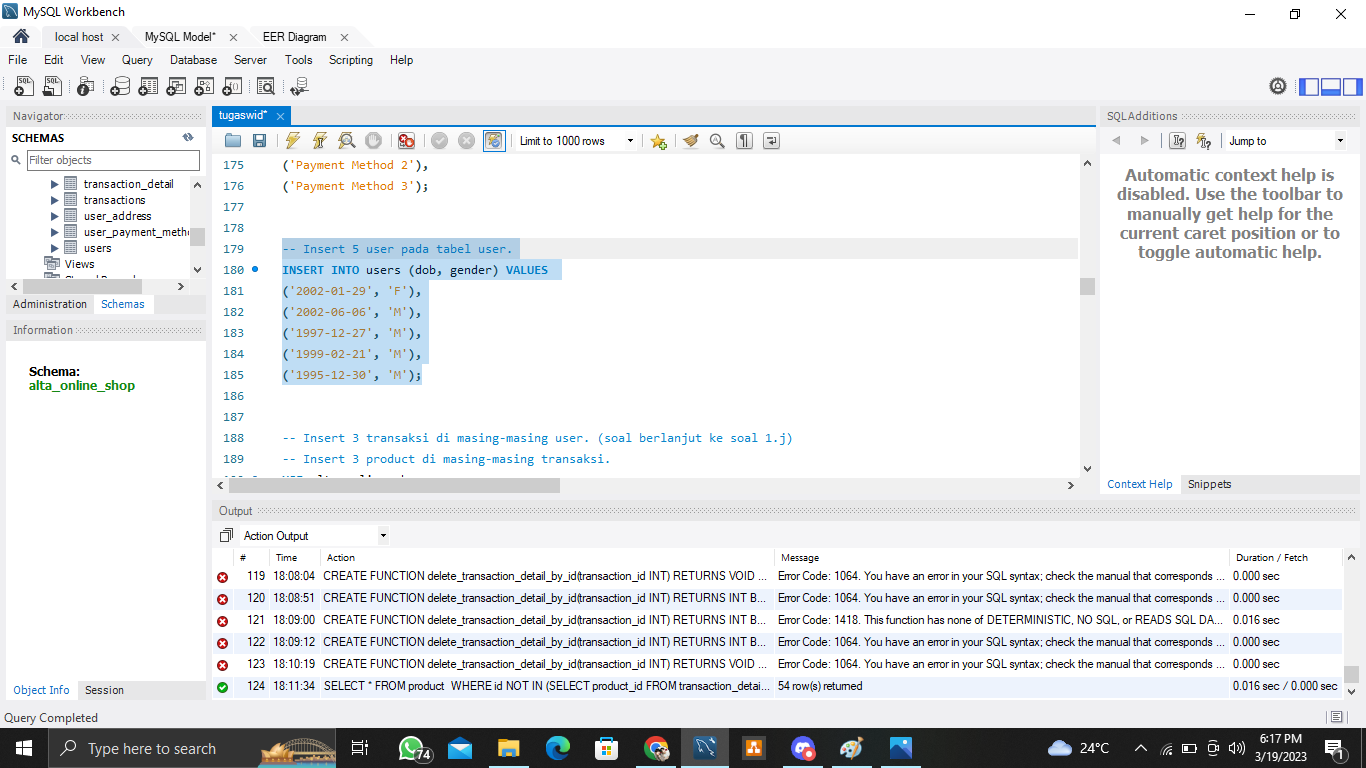 MySQL Workbench
local host
MySQL Model*
EER Diagram
File Edit View Query Database Server Tools Scripting Help
Navigator
SCHEMAS
Filter objects
transaction_detail
transactions
user_address
user_payment_meth
users
Views
Administration Schemas
Information
Schema:
alta_online_shop
Object Info Session
Query Completed
tugaswid*
Limit to 1000 rows
175 ('Payment Method 2'),
176 ('Payment Method 3');
177
178
179 -- Insert 5 user pada tabel user.
180 INSERT INTO users (dob, gender) VALUES
181 ('2002-01-29', 'F'),
182 ('2002-06-06', 'M'),
183 ('1997-12-27', 'M'),
184 ('1999-02-21', 'M'),
185 ('1995-12-30', 'M');
186
187
188 -- Insert 3 transaksi di masing-masing user. (soal berlanjut ke soal 1.j)
189 -- Insert 3 product di masing-masing transaksi.
SQLAdditions
Jump to
Automatic context help is
disabled. Use the toolbar to
manually get help for the
current caret position or to
toggle automatic help.
Context Help Snippets
Output
Action Output
# Time Action Message Duration / Fetch
119 18:08:04 CREATE FUNCTION delete_transaction_detail_by_id(transaction_id INT) RETURNS VOID ... Error Code: 1064. You have an error in your SQL syntax; check the manual that corresponds ... 0.000 sec
120 18:08:51 CREATE FUNCTION delete_transaction_detail_by_id(transaction_id INT) RETURNS INT B... Error Code: 1064. You have an error in your SQL syntax; check the manual that corresponds ... 0.000 sec
121 18:09:00 CREATE FUNCTION delete_transaction_detail_by_id(transaction_id INT) RETURNS INT B... Error Code: 1418. This function has none of DETERMINISTIC, NO SQL, or READS SQL DA... 0.016 sec
122 18:09:12 CREATE FUNCTION delete_transaction_detail_by_id(transaction_id INT) RETURNS INT B... Error Code: 1064. You have an error in your SQL syntax; check the manual that corresponds ... 0.000 sec
123 18:10:19 CREATE FUNCTION delete_transaction_detail_by_id(transaction_id INT) RETURNS VOID ... Error Code: 1064. You have an error in your SQL syntax; check the manual that corresponds ... 0.000 sec
124 18:11:34 SELECT * FROM product WHERE id NOT IN (SELECT product_id FROM transaction_detai... 54 row(s) returned 0.016 sec / 0.000 sec
Type here to search
74
24°C
6:17 PM
3/19/2023
1